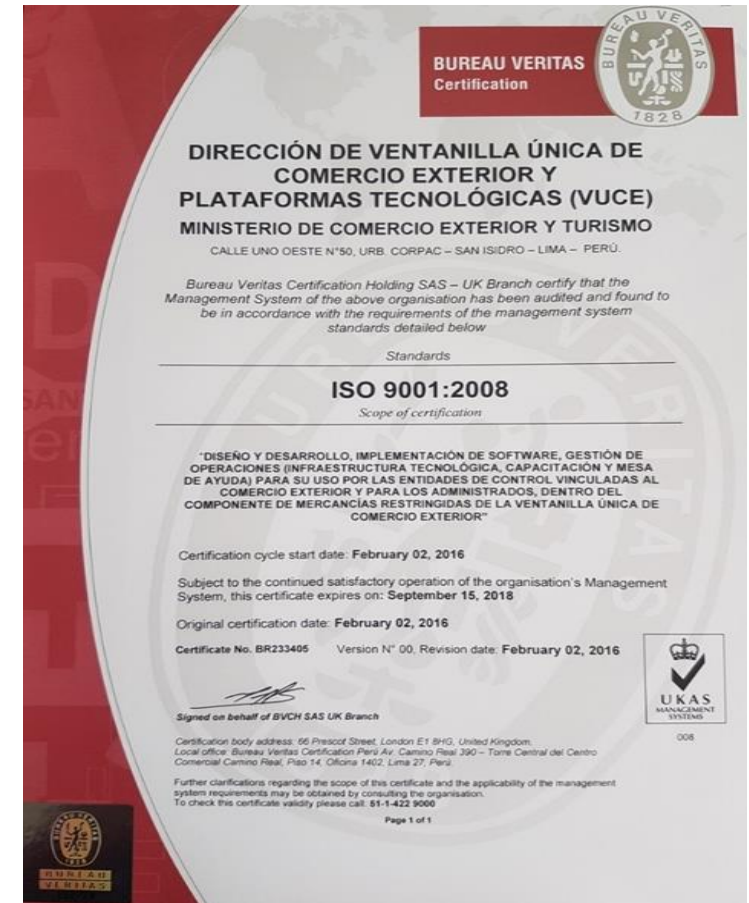 BUREAU VERITAS
Certification
BUREAU VERITAS
1828
DIRECCIÓN DE VENTANILLA ÚNICA DE
COMERCIO EXTERIOR Y
PLATAFORMAS TECNOLÓGICAS (VUCE)
MINISTERIO DE COMERCIO EXTERIOR Y TURISMO
CALLE UNO OESTE N°50, URB. CORPAC – SAN ISIDRO – LIMA – PERÚ.
Bureau Veritas Certification Holding SAS – UK Branch certify that the
Management System of the above organisation has been audited and found to
be in accordance with the requirements of the management system
standards detailed below
Standards
ISO 9001:2008
Scope of certification
"DISEÑO Y DESARROLLO, IMPLEMENTACIÓN DE SOFTWARE, GESTIÓN DE
OPERACIONES (INFRAESTRUCTURA TECNOLÓGICA, CAPACITACIÓN Y MESA
DE AYUDA) PARA SU USO POR LAS ENTIDADES DE CONTROL VINCULADAS AL
COMERCIO EXTERIOR Y PARA LOS ADMINISTRADOS, DENTRO DEL
COMPONENTE DE MERCANCÍAS RESTRINGIDAS DE LA VENTANILLA ÚNICA DE
COMERCIO EXTERIOR"
Certification cycle start date: February 02, 2016
Subject to the continued satisfactory operation of the organisation's Management
System, this certificate expires on: September 15, 2018
Original certification date: February 02, 2016
Certificate No. BR233405 Version N° 00, Revision date: February 02, 2016
UKAS
MANAGEMENT
SYSTEMS
008
Signed on behalf of BVCH SAS UK Branch
Certification body address: 66 Prescot Street, London E1 8HG, United Kingdom.
Local office: Bureau Veritas Certification Perú Av. Camino Real 390 – Torre Central del Centro
Comercial Camino Real, Piso 14, Oficina 1402, Lima 27, Perú.
Further clarifications regarding the scope of this certificate and the applicability of the management
system requirements may be obtained by consulting the organisation.
To check this certificate validity please call: 51-1-422 9000
Page 1 of 1
BUREAU
VERITAS